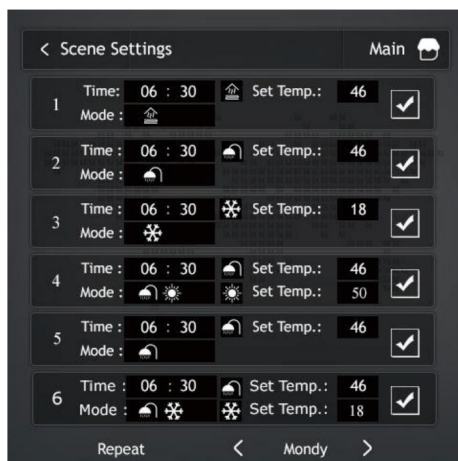 < Scene Settings Main
1 Time: 06 : 30 Set Temp.: 46
Mode :
2 Time : 06 : 30 Set Temp.: 46
Mode :
3 Time : 06 : 30 Set Temp.: 18
Mode :
4 Time : 06 : 30 Set Temp.: 46
Mode : Set Temp.: 50
5 Time : 06 : 30 Set Temp.: 46
Mode :
6 Time : 06 : 30 Set Temp.: 46
Mode : Set Temp.: 18
Repeat < Mondy >